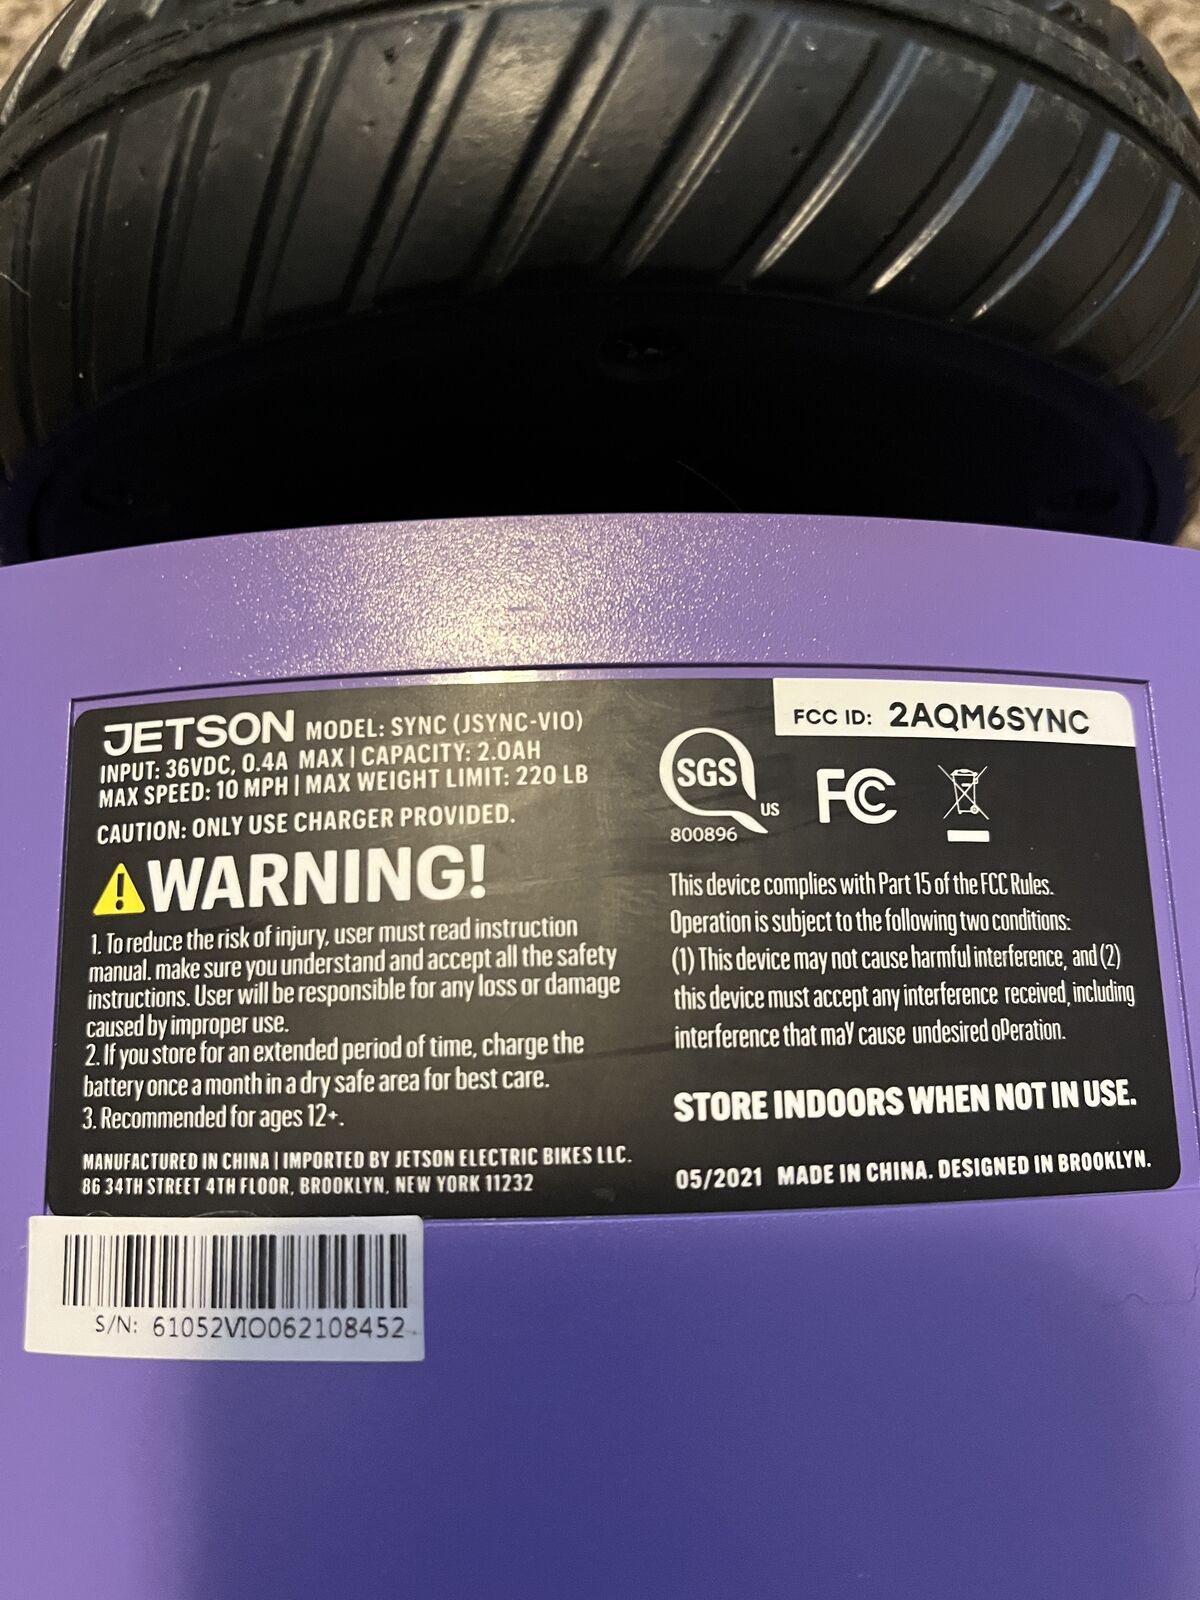 JETSON MODEL: SYNC (JSYNC-VIO)
INPUT: 36VDC, 0.4A MAX | CAPACITY: 2.0AH
MAX SPEED: 10 MPH | MAX WEIGHT LIMIT: 220 LB
CAUTION: ONLY USE CHARGER PROVIDED.
WARNING!
1. To reduce the risk of injury, user must read instruction
manual. make sure you understand and accept all the safety
instructions. User will be responsible for any loss or damage
caused by improper use.
2. If you store for an extended period of time, charge the
battery once a month in a dry safe area for best care.
3. Recommended for ages 12+.
MANUFACTURED IN CHINA | IMPORTED BY JETSON ELECTRIC BIKES LLC.
86 34TH STREET 4TH FLOOR, BROOKLYN, NEW YORK 11232
FCC ID: 2AQM6SYNC
SGS
US
800896
FC
This device complies with Part 15 of the FCC Rules.
Operation is subject to the following two conditions:
(1) This device may not cause harmful interference, and (2)
this device must accept any interference received, including
interference that maY cause undesired oPeration.
STORE INDOORS WHEN NOT IN USE.
05/2021 MADE IN CHINA. DESIGNED IN BROOKLYN.
S/N: 61052VIO062108452